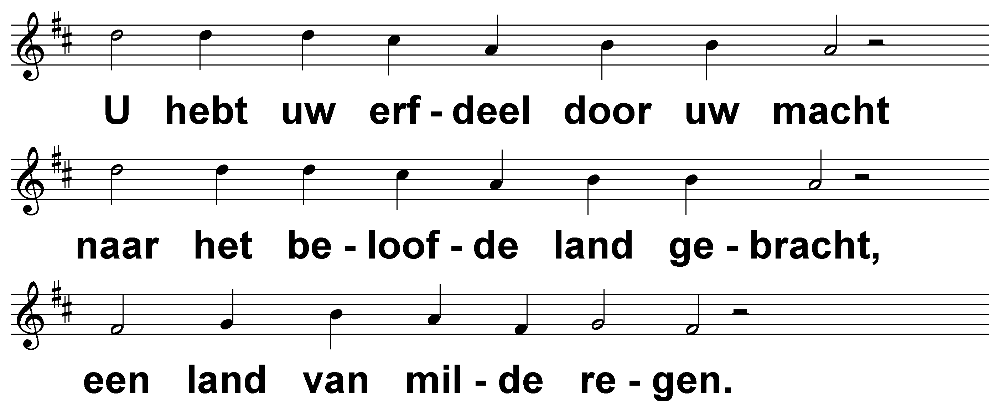 U hebt uw erf - deel door uw macht
naar het be - loof - de land ge - bracht,
een land van mil - de re - gen.